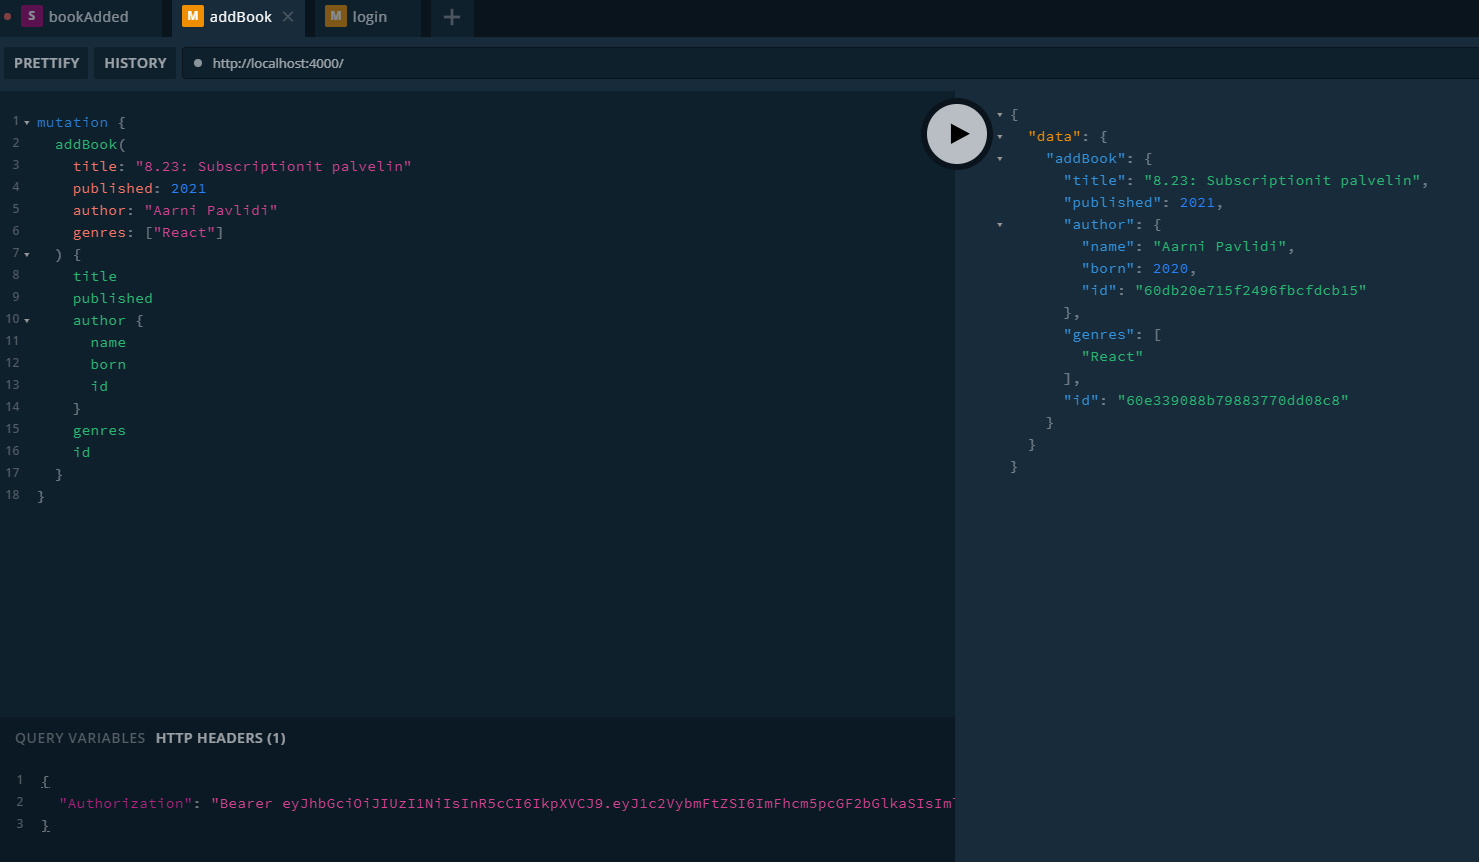 S bookAdded M addBook × M login +
PRETTIFY HISTORY http://localhost:4000/
1 mutation {
2 addBook(
3 title: "8.23: Subscriptionit palvelin"
4 published: 2021
5 author: "Aarni Pavlidi"
6 genres: ["React"]
7 ) {
8 title
9 published
10 author {
11 name
12 born
13 id
14 }
15 genres
16 id
17 }
18 }
{
"data": {
"addBook": {
"title": "8.23: Subscriptionit palvelin",
"published": 2021,
"author": {
"name": "Aarni Pavlidi",
"born": 2020,
"id": "60db20e715f2496fbcfdcb15"
},
"genres": [
"React"
],
"id": "60e339088b79883770dd08c8"
}
}
}
QUERY VARIABLES HTTP HEADERS (1)
1 {
2 "Authorization": "Bearer eyJhbGciOiJIUzI1NiIsInR5cCI6IkpXVCJ9.eyJ1c2VybmFtZSI6ImFhcm5pcGF2bGlkaSIsIm
3 }